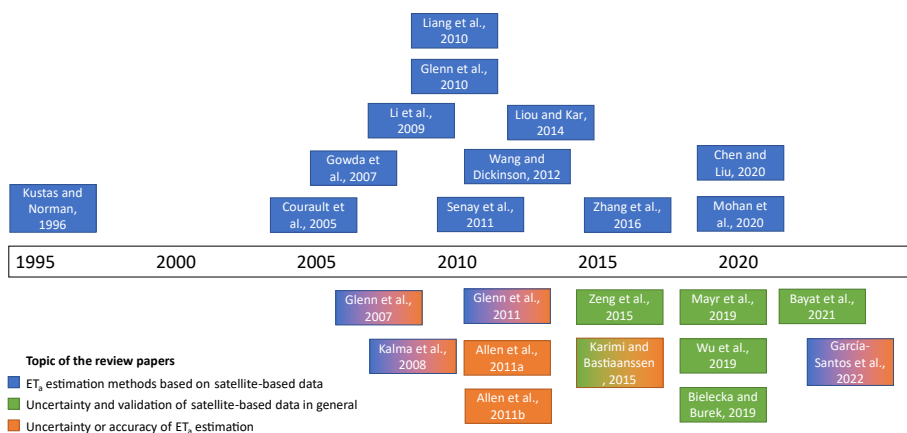 Liang et al.,
2010
Glenn et al.,
2010
Li et al.,
2009
Liou and Kar,
2014
Gowda et
al., 2007
Wang and
Dickinson, 2012
Chen and
Liu, 2020
Kustas and
Norman,
1996
Courault et
al., 2005
Senay et al.,
2011
Zhang et al.,
2016
Mohan et
al., 2020
1995 2000 2005 2010 2015 2020
Glenn et al.,
2007
Glenn et al.,
2011
Zeng et al.,
2015
Mayr et al.,
2019
Bayat et al.,
2021
Kalma et al.,
2008
Allen et al.,
2011a
Karimi and
Bastiaanssen
, 2015
Wu et al.,
2019
García-
Santos et al.,
2022
Allen et al.,
2011b
Bielecka and
Burek, 2019
Topic of the review papers
ETa estimation methods based on satellite-based data
Uncertainty and validation of satellite-based data in general
Uncertainty or accuracy of ETa estimation